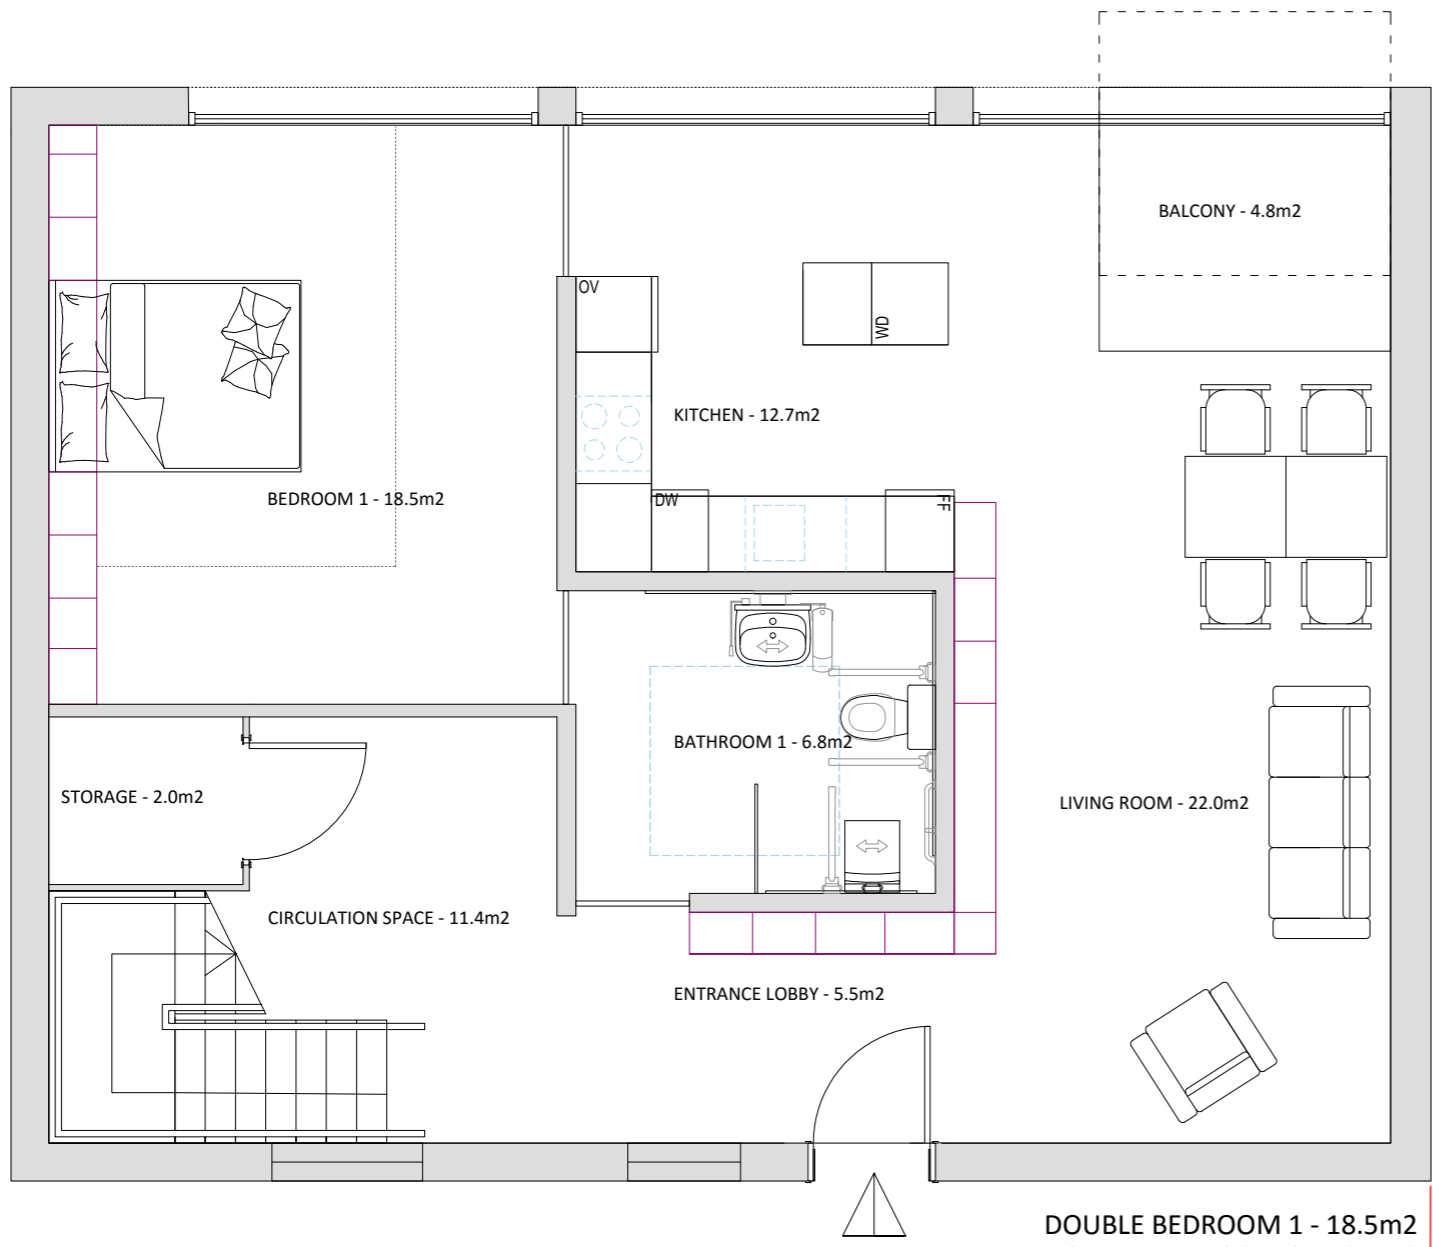 BALCONY - 4.8m2
OV
WD
KITCHEN - 12.7m2
BEDROOM 1 - 18.5m2
DW
FF
BATHROOM 1 - 6.8m2
STORAGE - 2.0m2
LIVING ROOM - 22.0m2
CIRCULATION SPACE - 11.4m2
ENTRANCE LOBBY - 5.5m2
DOUBLE BEDROOM 1 - 18.5m2